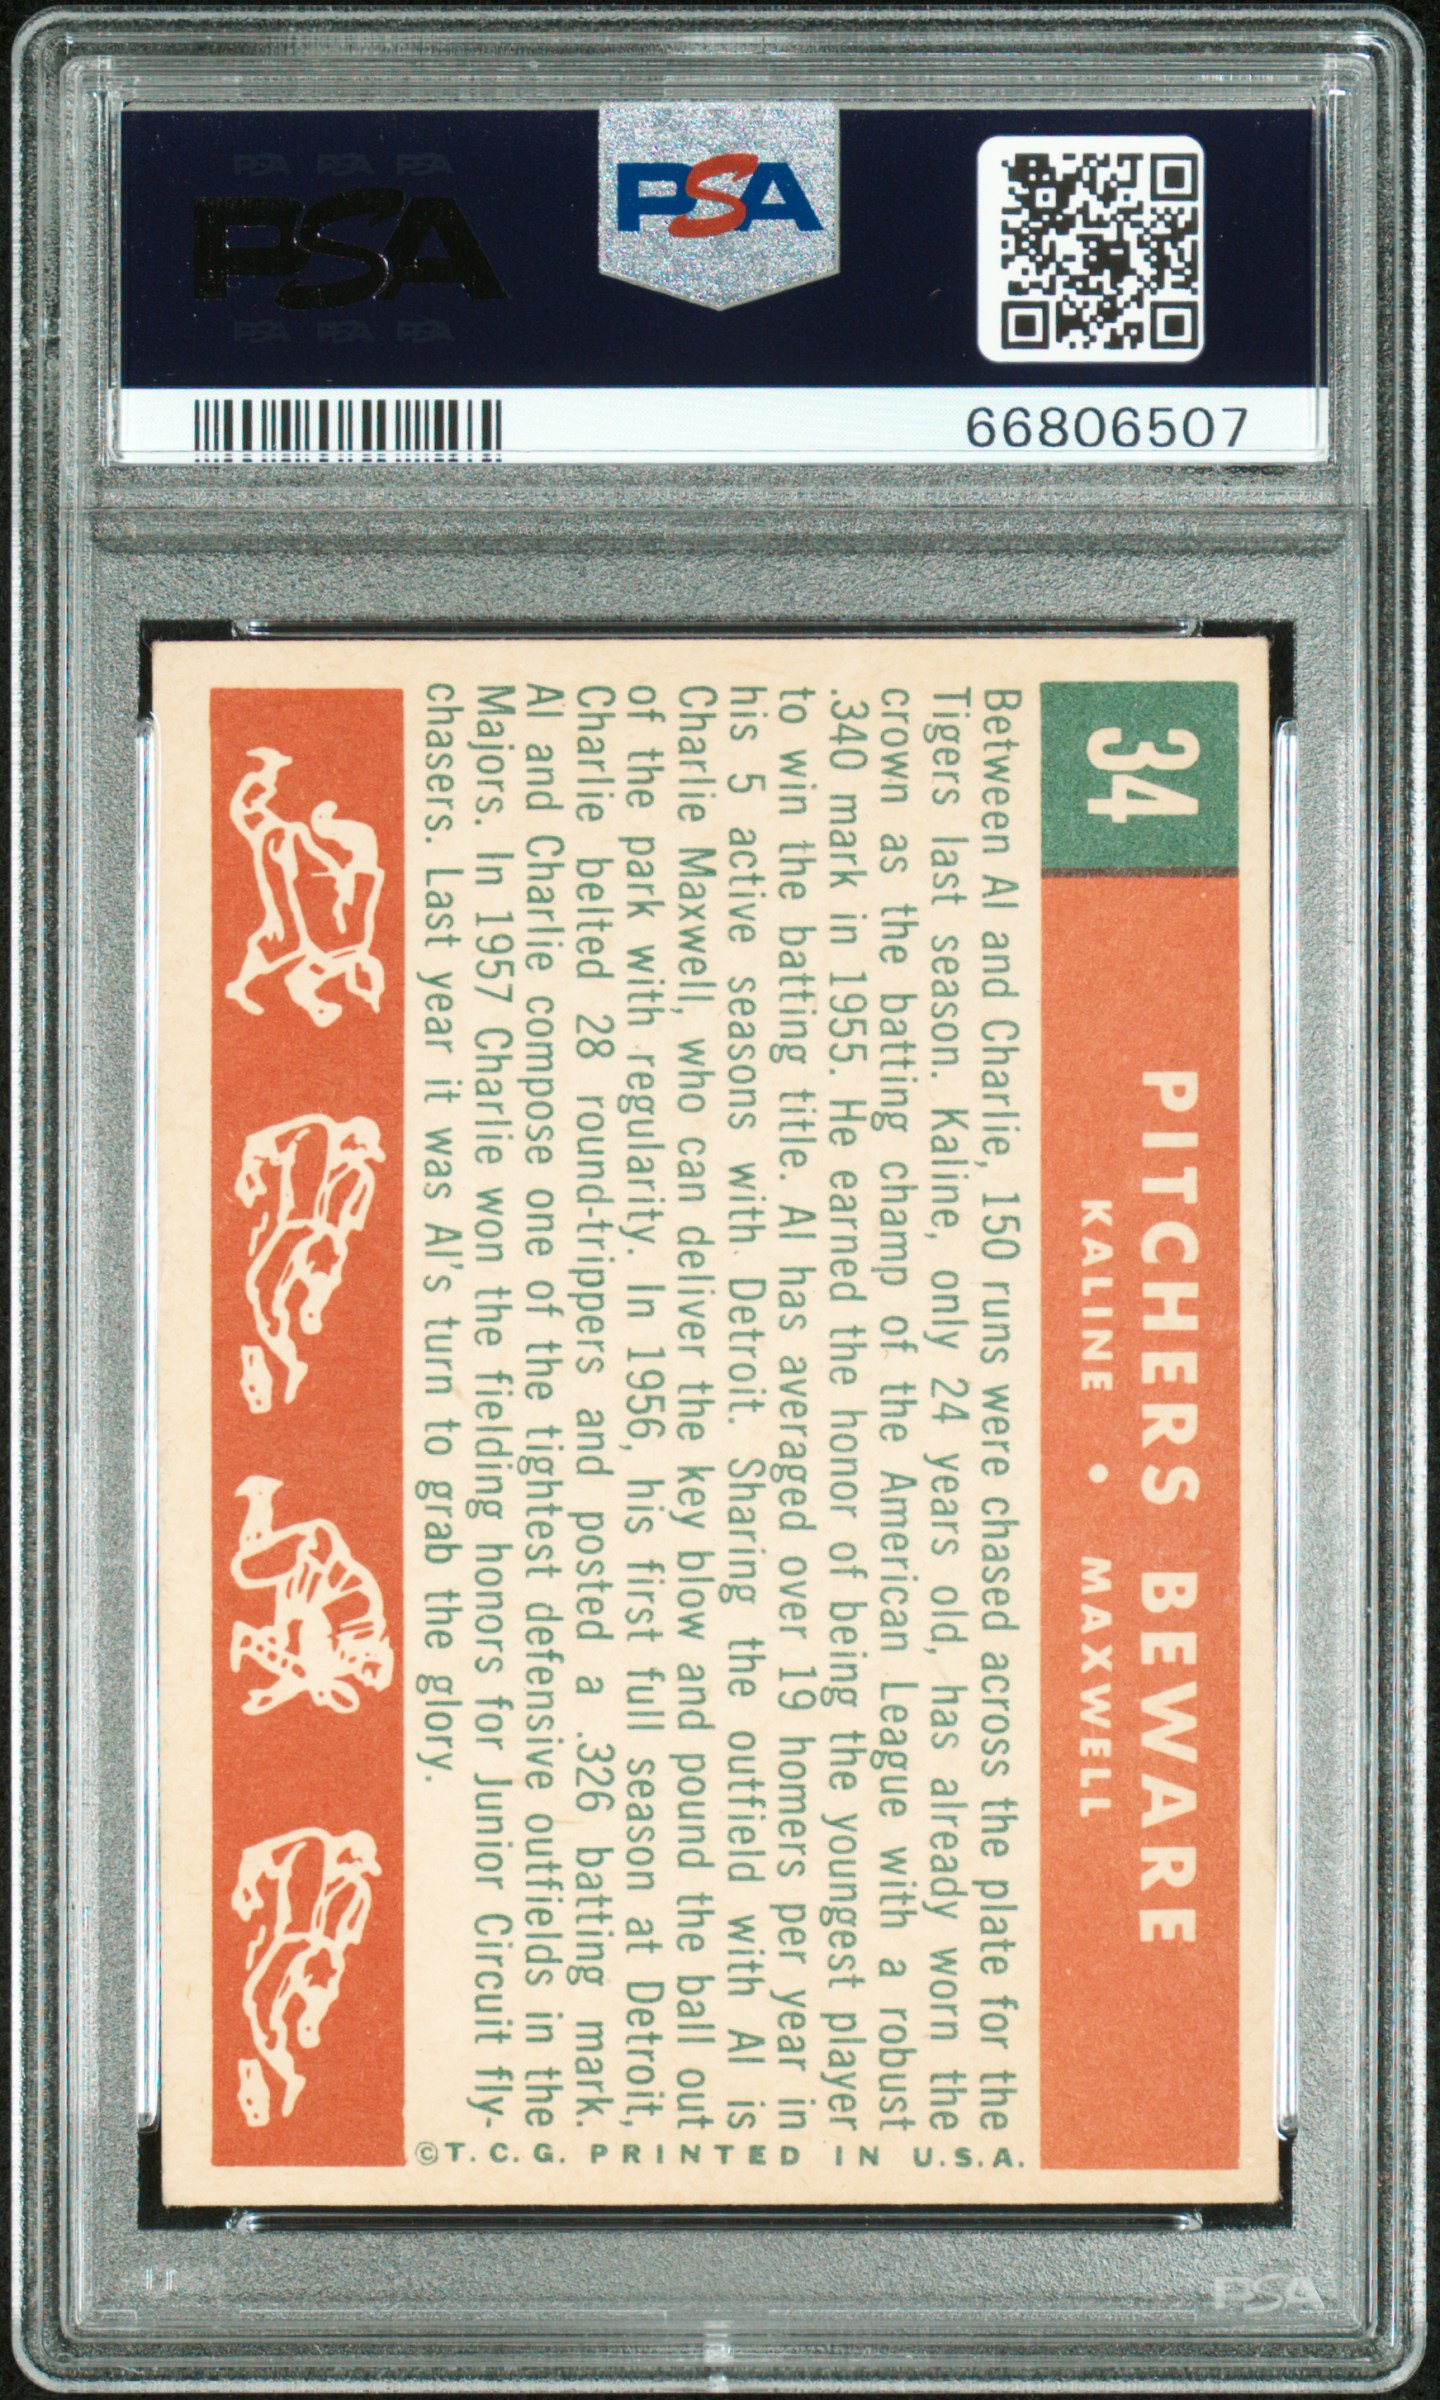 PSA PSA PSA
PSA
PSA PSA PSA
PSA
66806507
34
PITCHERS BEWARE
KALINE • MAXWELL
Between Al and Charlie, 150 runs were chased across the plate for the
Tigers last season. Kaline, only 24 years old, has already worn the
crown as the batting champ of the American League with a robust
.340 mark in 1955. He earned the honor of being the youngest player
to win the batting title. Al has averaged over 19 homers per year in
his 5 active seasons with Detroit. Sharing the outfield with Al is
Charlie Maxwell, who can deliver the key blow and pound the ball out
of the park with regularity. In 1956, his first full season at Detroit,
Charlie belted 28 round-trippers and posted a .326 batting mark.
Al and Charlie compose one of the tightest defensive outfields in the
Majors. In 1957 Charlie won the fielding honors for Junior Circuit fly-
chasers. Last year it was Al's turn to grab the glory.
©T.C.G. PRINTED IN U.S.A.
PSA